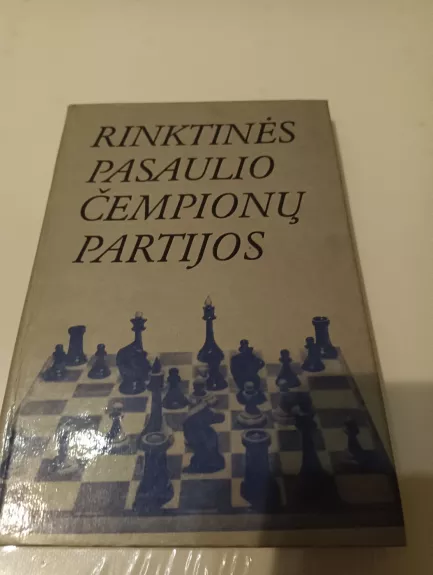 RINKTINĖS
PASAULIO
ČEMPIONŲ
PARTIJOS